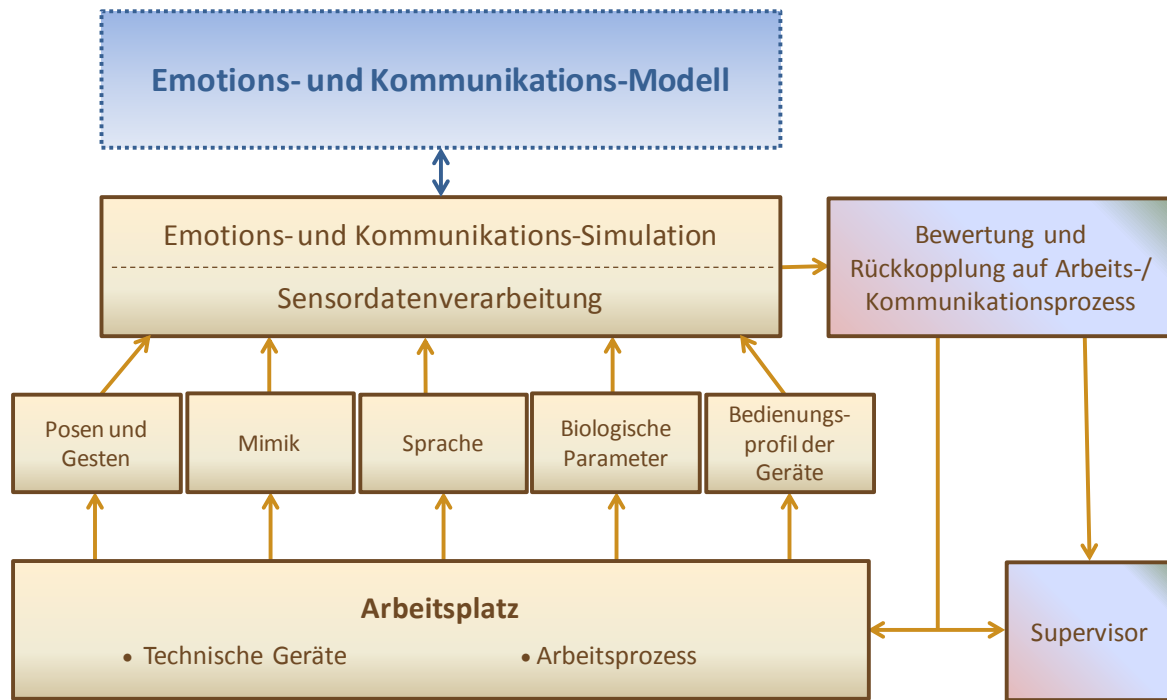 Emotions- und Kommunikations-Modell
Emotions- und Kommunikations-Simulation
Sensordatenverarbeitung
Bewertung und
Rückkopplung auf Arbeits-/
Kommunikationsprozess
Posen und
Gesten
Mimik
Sprache
Biologische
Parameter
Bedienungs-
profil der
Geräte
Arbeitsplatz
• Technische Geräte
• Arbeitsprozess
Supervisor